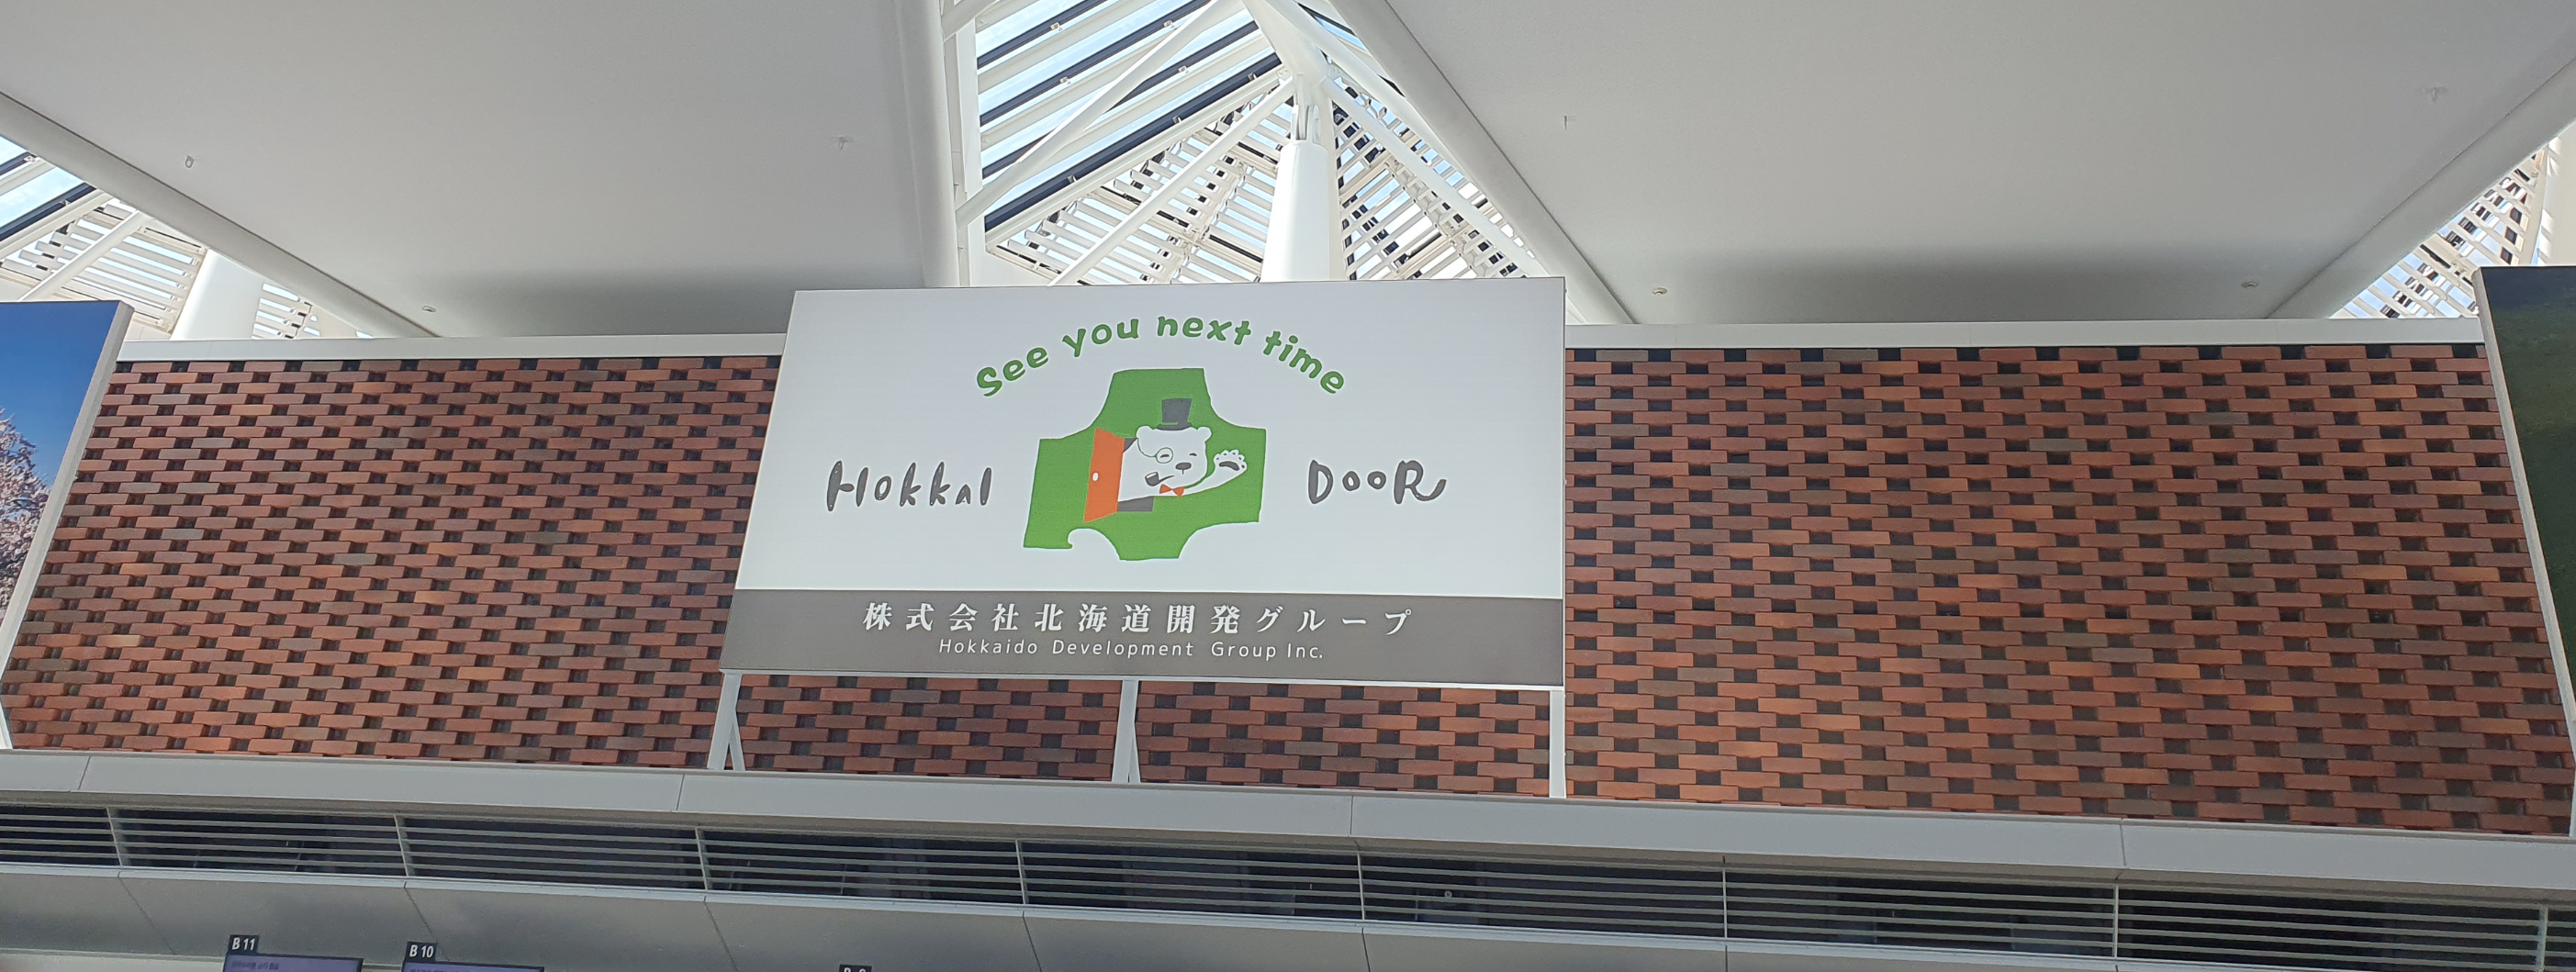 See you next time
HOKKAI DOOR
株式会社北海道開発グループ
Hokkaido Development Group Inc.
B 11
B 10